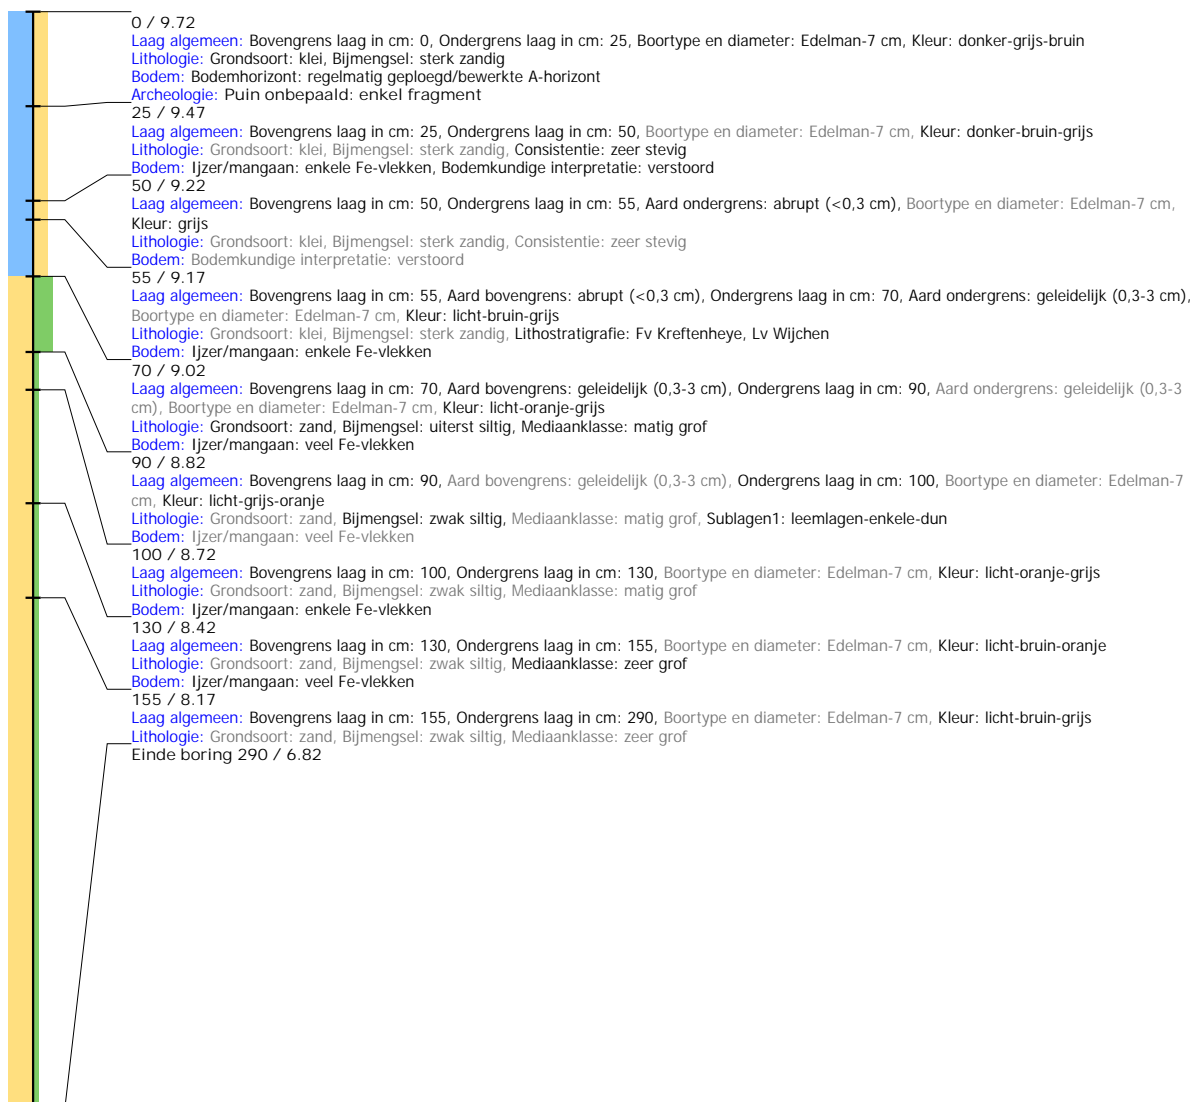 0 / 9.72
Laag algemeen: Bovengrens laag in cm: 0, Ondergrens laag in cm: 25, Boortype en diameter: Edelman-7 cm, Kleur: donker-grijs-bruin
Lithologie: Grondsoort: klei, Bijmengsel: sterk zandig
Bodem: Bodemhorizont: regelmatig geploegd/bewerkte A-horizont
Archeologie: Puin onbepaald: enkel fragment
25 / 9.47
Laag algemeen: Bovengrens laag in cm: 25, Ondergrens laag in cm: 50, Boortype en diameter: Edelman-7 cm, Kleur: donker-bruin-grijs
Lithologie: Grondsoort: klei, Bijmengsel: sterk zandig, Consistentie: zeer stevig
Bodem: Ijzer/mangaan: enkele Fe-vlekken, Bodemkundige interpretatie: verstoord
50 / 9.22
Laag algemeen: Bovengrens laag in cm: 50, Ondergrens laag in cm: 55, Aard ondergrens: abrupt (<0,3 cm), Boortype en diameter: Edelman-7 cm,
Kleur: grijs
Lithologie: Grondsoort: klei, Bijmengsel: sterk zandig, Consistentie: zeer stevig
Bodem: Bodemkundige interpretatie: verstoord
55 / 9.17
Laag algemeen: Bovengrens laag in cm: 55, Aard bovengrens: abrupt (<0,3 cm), Ondergrens laag in cm: 70, Aard ondergrens: geleidelijk (0,3-3 cm),
Boortype en diameter: Edelman-7 cm, Kleur: licht-bruin-grijs
Lithologie: Grondsoort: klei, Bijmengsel: sterk zandig, Lithostratigrafie: Fv Kreftenheye, Lv Wijchen
Bodem: Ijzer/mangaan: enkele Fe-vlekken
70 / 9.02
Laag algemeen: Bovengrens laag in cm: 70, Aard bovengrens: geleidelijk (0,3-3 cm), Ondergrens laag in cm: 90, Aard ondergrens: geleidelijk (0,3-3
cm), Boortype en diameter: Edelman-7 cm, Kleur: licht-oranje-grijs
Lithologie: Grondsoort: zand, Bijmengsel: uiterst siltig, Mediaanklasse: matig grof
Bodem: Ijzer/mangaan: veel Fe-vlekken
90 / 8.82
Laag algemeen: Bovengrens laag in cm: 90, Aard bovengrens: geleidelijk (0,3-3 cm), Ondergrens laag in cm: 100, Boortype en diameter: Edelman-7
cm, Kleur: licht-grijs-oranje
Lithologie: Grondsoort: zand, Bijmengsel: zwak siltig, Mediaanklasse: matig grof, Sublagen1: leemlagen-enkele-dun
Bodem: Ijzer/mangaan: veel Fe-vlekken
100 / 8.72
Laag algemeen: Bovengrens laag in cm: 100, Ondergrens laag in cm: 130, Boortype en diameter: Edelman-7 cm, Kleur: licht-oranje-grijs
Lithologie: Grondsoort: zand, Bijmengsel: zwak siltig, Mediaanklasse: matig grof
Bodem: Ijzer/mangaan: enkele Fe-vlekken
130 / 8.42
Laag algemeen: Bovengrens laag in cm: 130, Ondergrens laag in cm: 155, Boortype en diameter: Edelman-7 cm, Kleur: licht-bruin-oranje
Lithologie: Grondsoort: zand, Bijmengsel: zwak siltig, Mediaanklasse: zeer grof
Bodem: Ijzer/mangaan: veel Fe-vlekken
155 / 8.17
Laag algemeen: Bovengrens laag in cm: 155, Ondergrens laag in cm: 290, Boortype en diameter: Edelman-7 cm, Kleur: licht-bruin-grijs
Lithologie: Grondsoort: zand, Bijmengsel: zwak siltig, Mediaanklasse: zeer grof
Einde boring 290 / 6.82